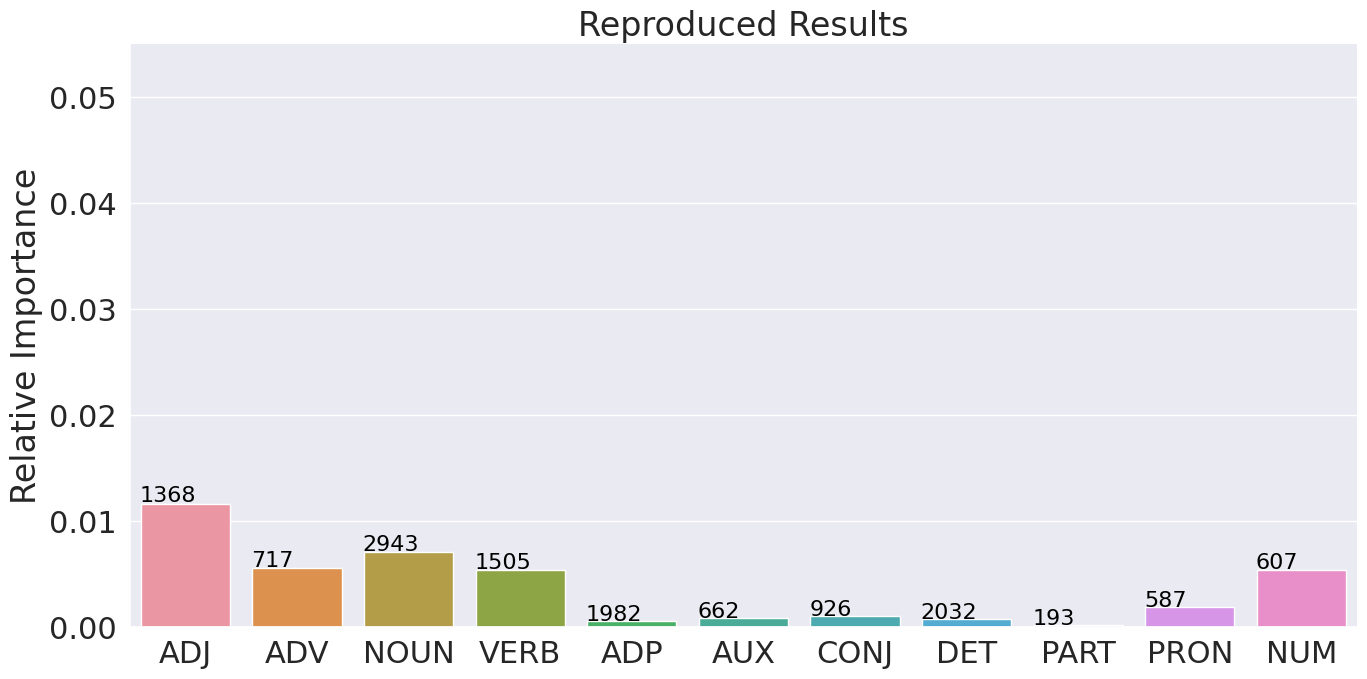 Reproduced Results
Relative Importance
0.05
0.04
0.03
0.02
0.01
0.00
1368
717
2943
1505
1982
662
926
2032
193
587
607
ADJ
ADV
NOUN
VERB
ADP
AUX
CONJ
DET
PART
PRON
NUM